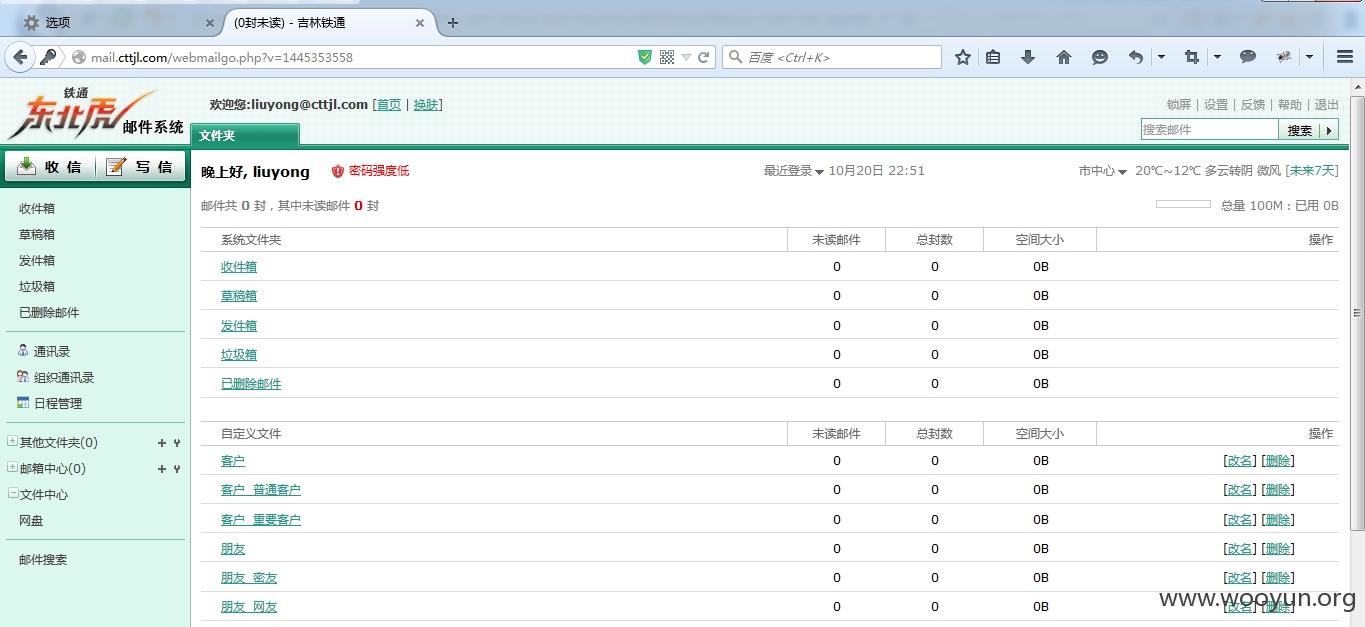 选项
(0封未读) - 吉林铁通
mail.cttjl.com/webmailgo.php?v=1445353558
百度 <Ctrl+K>
铁通
东北虎 邮件系统
欢迎您:liuyong@cttjl.com [首页 | 换肤]
锁屏 | 设置 | 反馈 | 帮助 | 退出
文件夹
搜索邮件 搜索
收 信 写 信
晚上好, liuyong 密码强度低 最近登录 10月20日 22:51 市中心 20℃~12℃ 多云转阴 微风 [未来7天]
邮件共 0 封，其中未读邮件 0 封 总量 100M：已用 0B
收件箱
草稿箱
发件箱
垃圾箱
已删除邮件
通讯录
组织通讯录
日程管理
其他文件夹(0)
邮箱中心(0)
文件中心
网盘
邮件搜索
系统文件夹 未读邮件 总封数 空间大小 操作
收件箱 0 0 0B
草稿箱 0 0 0B
发件箱 0 0 0B
垃圾箱 0 0 0B
已删除邮件 0 0 0B
自定义文件 未读邮件 总封数 空间大小 操作
客户 0 0 0B [改名] [删除]
客户_普通客户 0 0 0B [改名] [删除]
客户_重要客户 0 0 0B [改名] [删除]
朋友 0 0 0B [改名] [删除]
朋友_密友 0 0 0B [改名] [删除]
朋友_网友 0 0 0B [改名] [删除]
www.wooyun.org